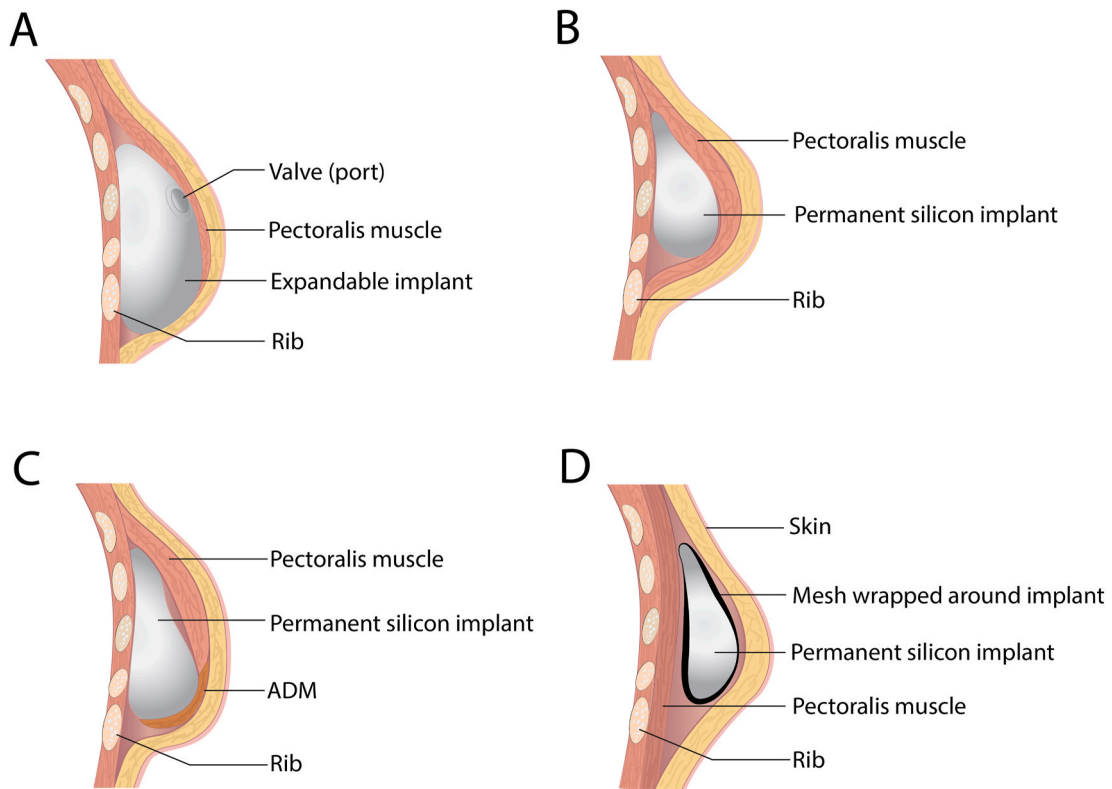 A
Valve (port)
Pectoralis muscle
Expandable implant
Rib
B
Pectoralis muscle
Permanent silicon implant
Rib
C
Pectoralis muscle
Permanent silicon implant
ADM
Rib
D
Skin
Mesh wrapped around implant
Permanent silicon implant
Pectoralis muscle
Rib